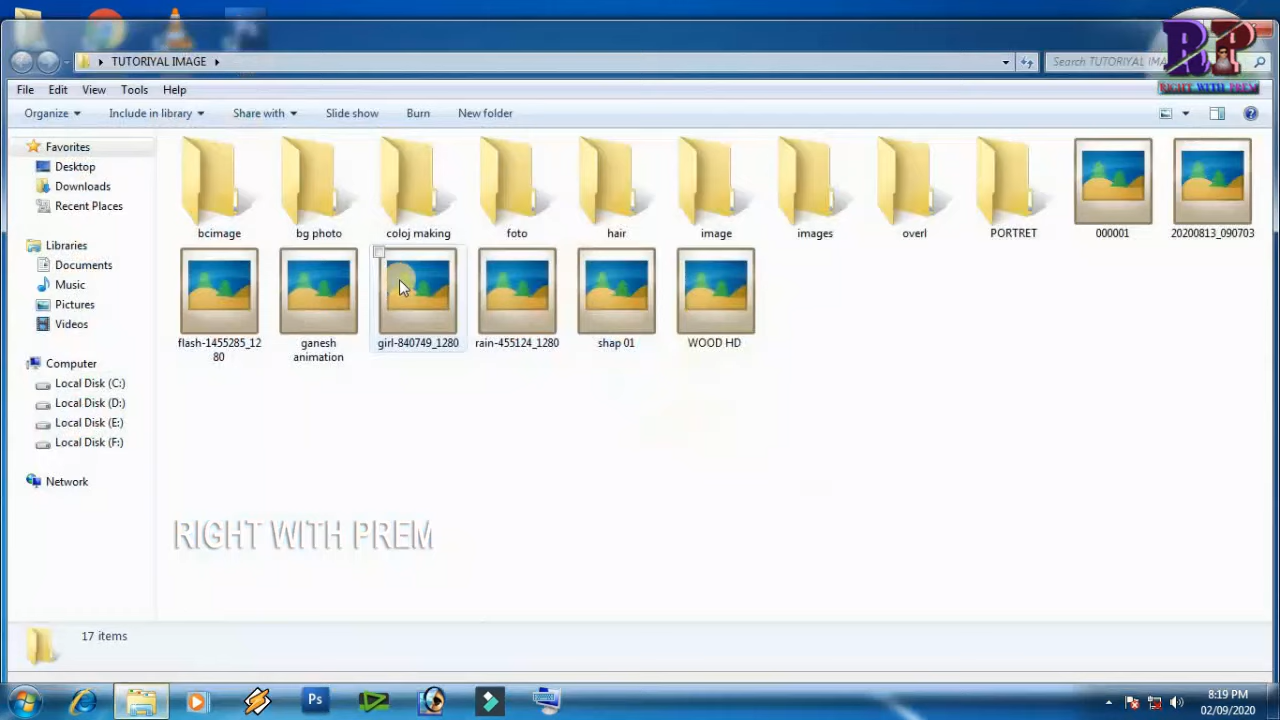 TUTORIYAL IMAGE
Search TUTORIYAL IMA
RP
RIGHT WITH PREM
File Edit View Tools Help
Organize Include in library Share with Slide show Burn New folder
Favorites
Desktop
Downloads
Recent Places
Libraries
Documents
Music
Pictures
Videos
Computer
Local Disk (C:)
Local Disk (D:)
Local Disk (E:)
Local Disk (F:)
Network
bcimage bg photo coloj making foto hair image images overl PORTRET 000001 20200813_090703
flash-1455285_12 ganesh girl-840749_1280 rain-455124_1280 shap 01 WOOD HD
80 animation
RIGHT WITH PREM
17 items
Ps
8:19 PM
02/09/2020